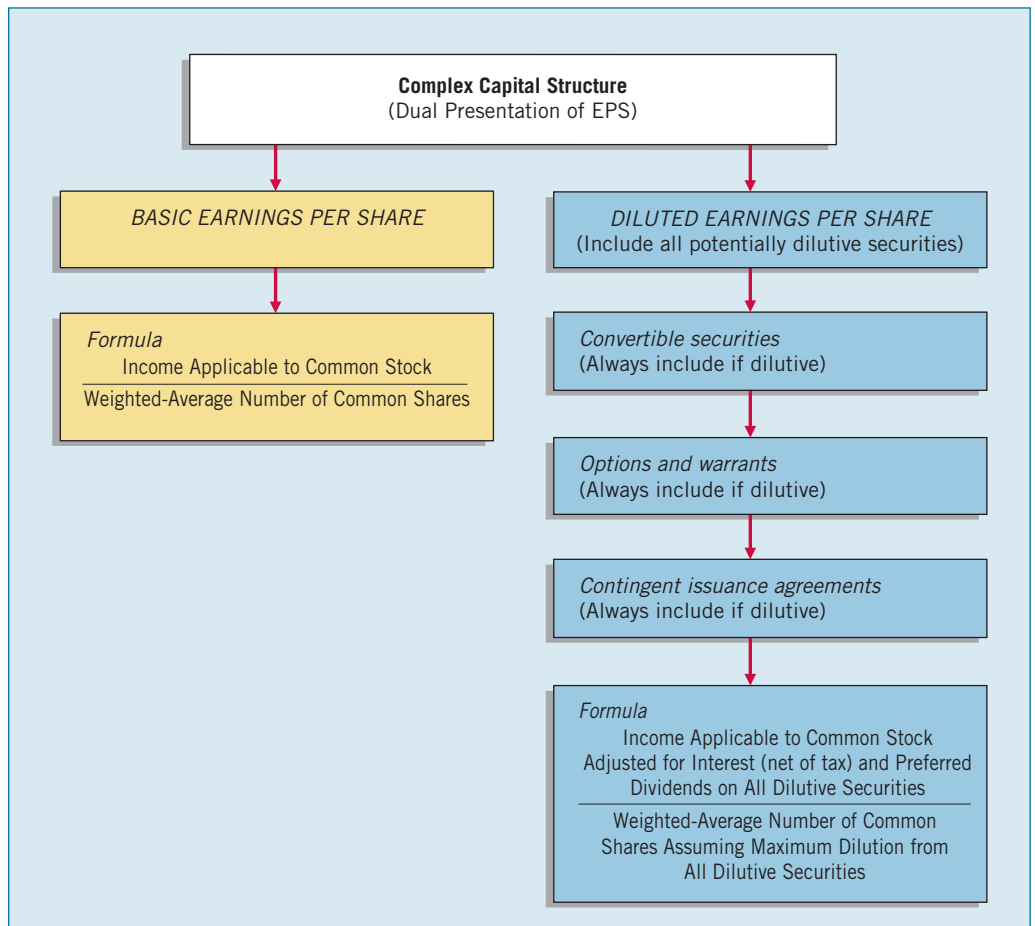 Complex Capital Structure
(Dual Presentation of EPS)
BASIC EARNINGS PER SHARE
Formula
Income Applicable to Common Stock
Weighted-Average Number of Common Shares
DILUTED EARNINGS PER SHARE
(Include all potentially dilutive securities)
Convertible securities
(Always include if dilutive)
Options and warrants
(Always include if dilutive)
Contingent issuance agreements
(Always include if dilutive)
Formula
Income Applicable to Common Stock
Adjusted for Interest (net of tax) and Preferred
Dividends on All Dilutive Securities
Weighted-Average Number of Common
Shares Assuming Maximum Dilution from
All Dilutive Securities